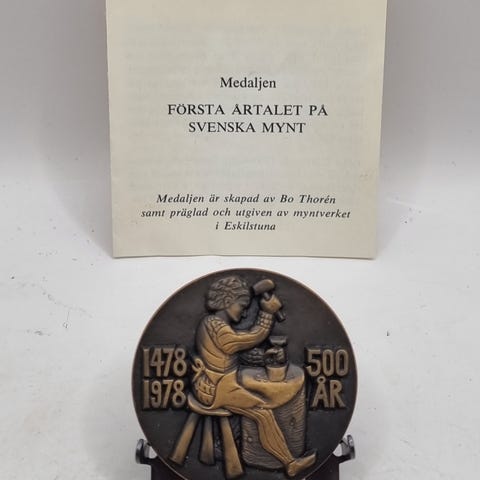 Medaljen
FÖRSTA ÅRTALET PÅ
SVENSKA MYNT
Medaljen är skapad av Bo Thorén
samt präglad och utgiven av myntverket
i Eskilstuna
1478 500
1978 ÅR